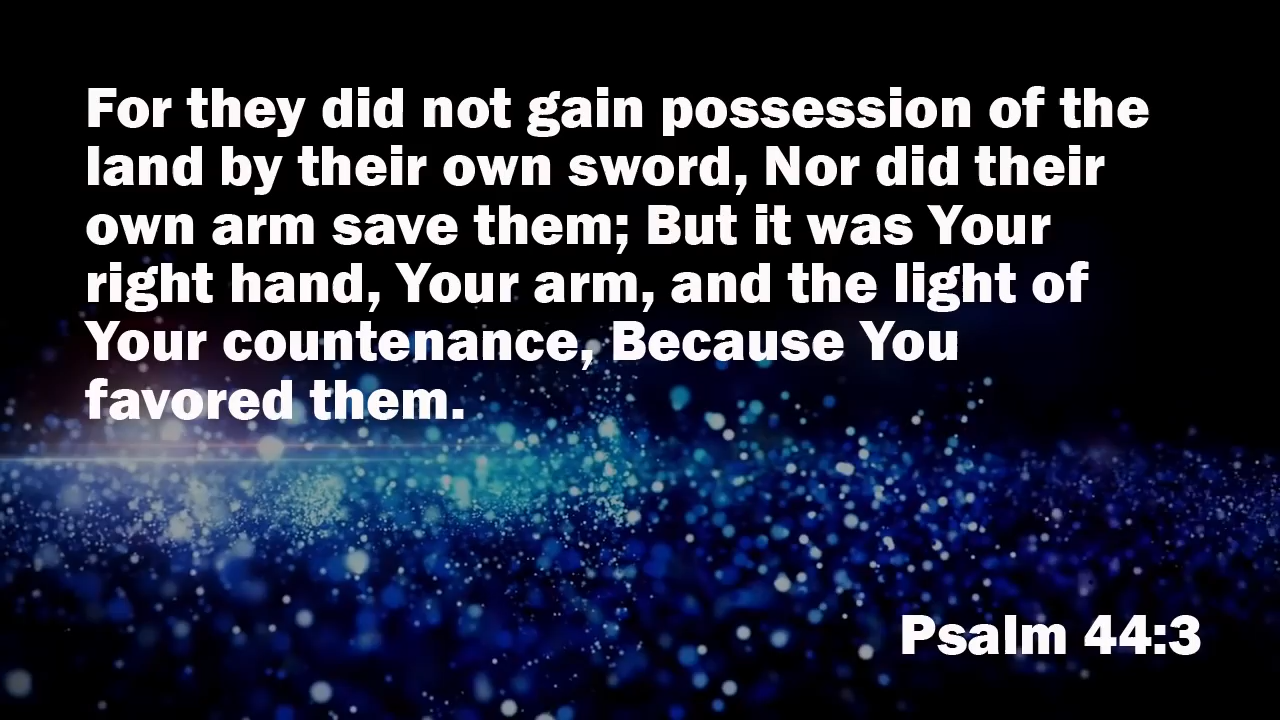 For they did not gain possession of the
land by their own sword, Nor did their
own arm save them; But it was Your
right hand, Your arm, and the light of
Your countenance, Because You
favored them.
Psalm 44:3